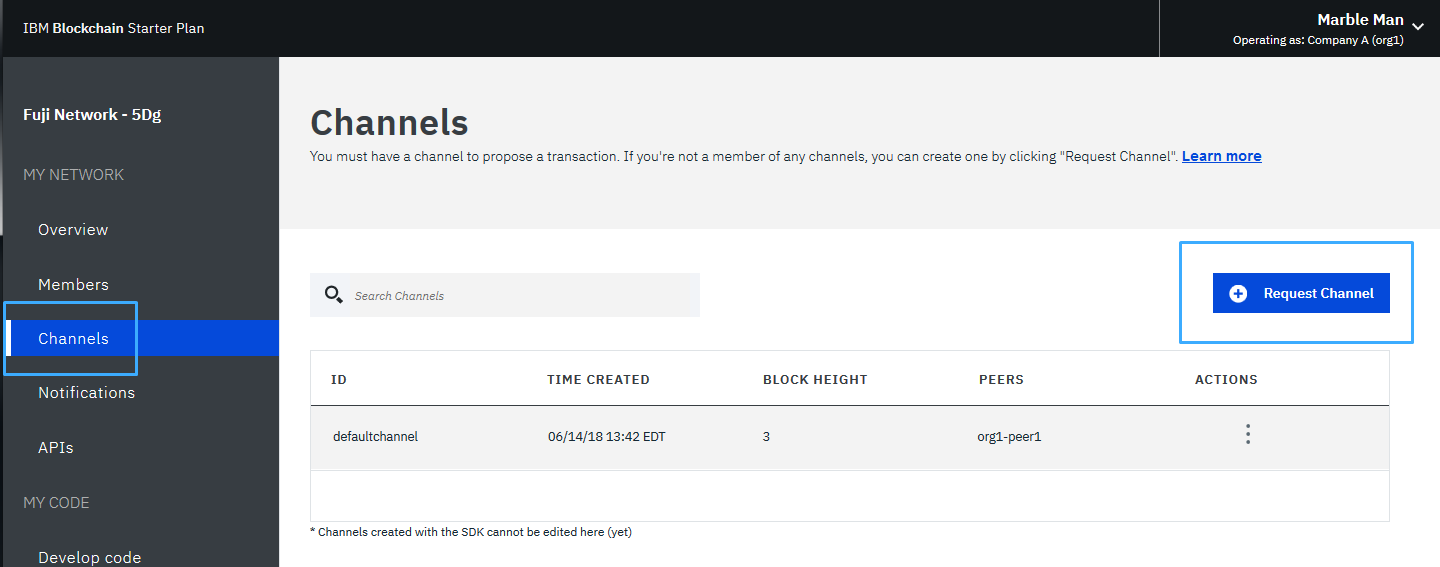 IBM Blockchain Starter Plan
Marble Man
Operating as: Company A (org1)
Fuji Network - 5Dg
MY NETWORK
Overview
Members
Channels
Notifications
APIs
MY CODE
Develop code
Channels
You must have a channel to propose a transaction. If you're not a member of any channels, you can create one by clicking "Request Channel". Learn more
Search Channels
Request Channel
ID TIME CREATED BLOCK HEIGHT PEERS ACTIONS
defaultchannel 06/14/18 13:42 EDT 3 org1-peer1
* Channels created with the SDK cannot be edited here (yet)